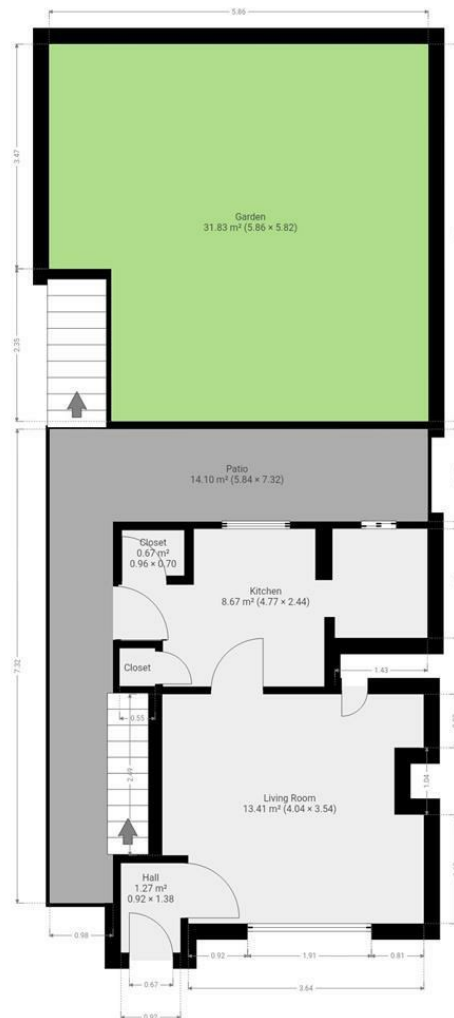 5.86
3.47
Garden
31.83 m² (5.86 × 5.82)
2.35
Patio
14.10 m² (5.84 × 7.32)
Closet
0.67 m²
0.96 × 0.70
Kitchen
8.67 m² (4.77 × 2.44)
7.32
Closet
1.43
0.55
2.41
1.04
Living Room
13.41 m² (4.04 × 3.54)
Hall
1.27 m²
0.92 × 1.38
0.98
0.92
1.91
0.81
0.67
3.64